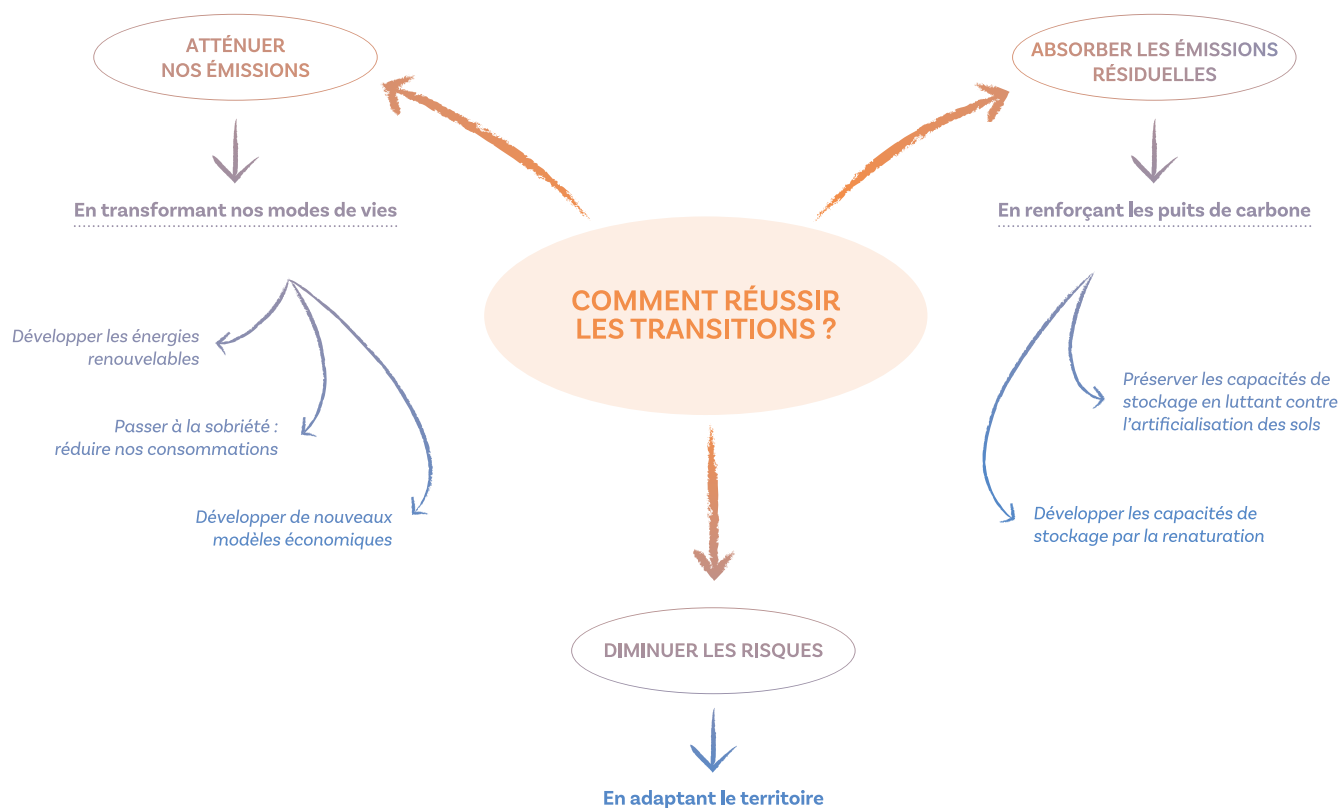 ATTÉNUER
NOS ÉMISSIONS
En transformant nos modes de vies
Développer les énergies
renouvelables
Passer à la sobriété :
réduire nos consommations
Développer de nouveaux
modèles économiques
COMMENT RÉUSSIR
LES TRANSITIONS ?
ABSORBER LES ÉMISSIONS
RÉSIDUELLES
En renforçant les puits de carbone
Préserver les capacités de
stockage en luttant contre
l'artificialisation des sols
Développer les capacités de
stockage par la renaturation
DIMINUER LES RISQUES
En adaptant le territoire